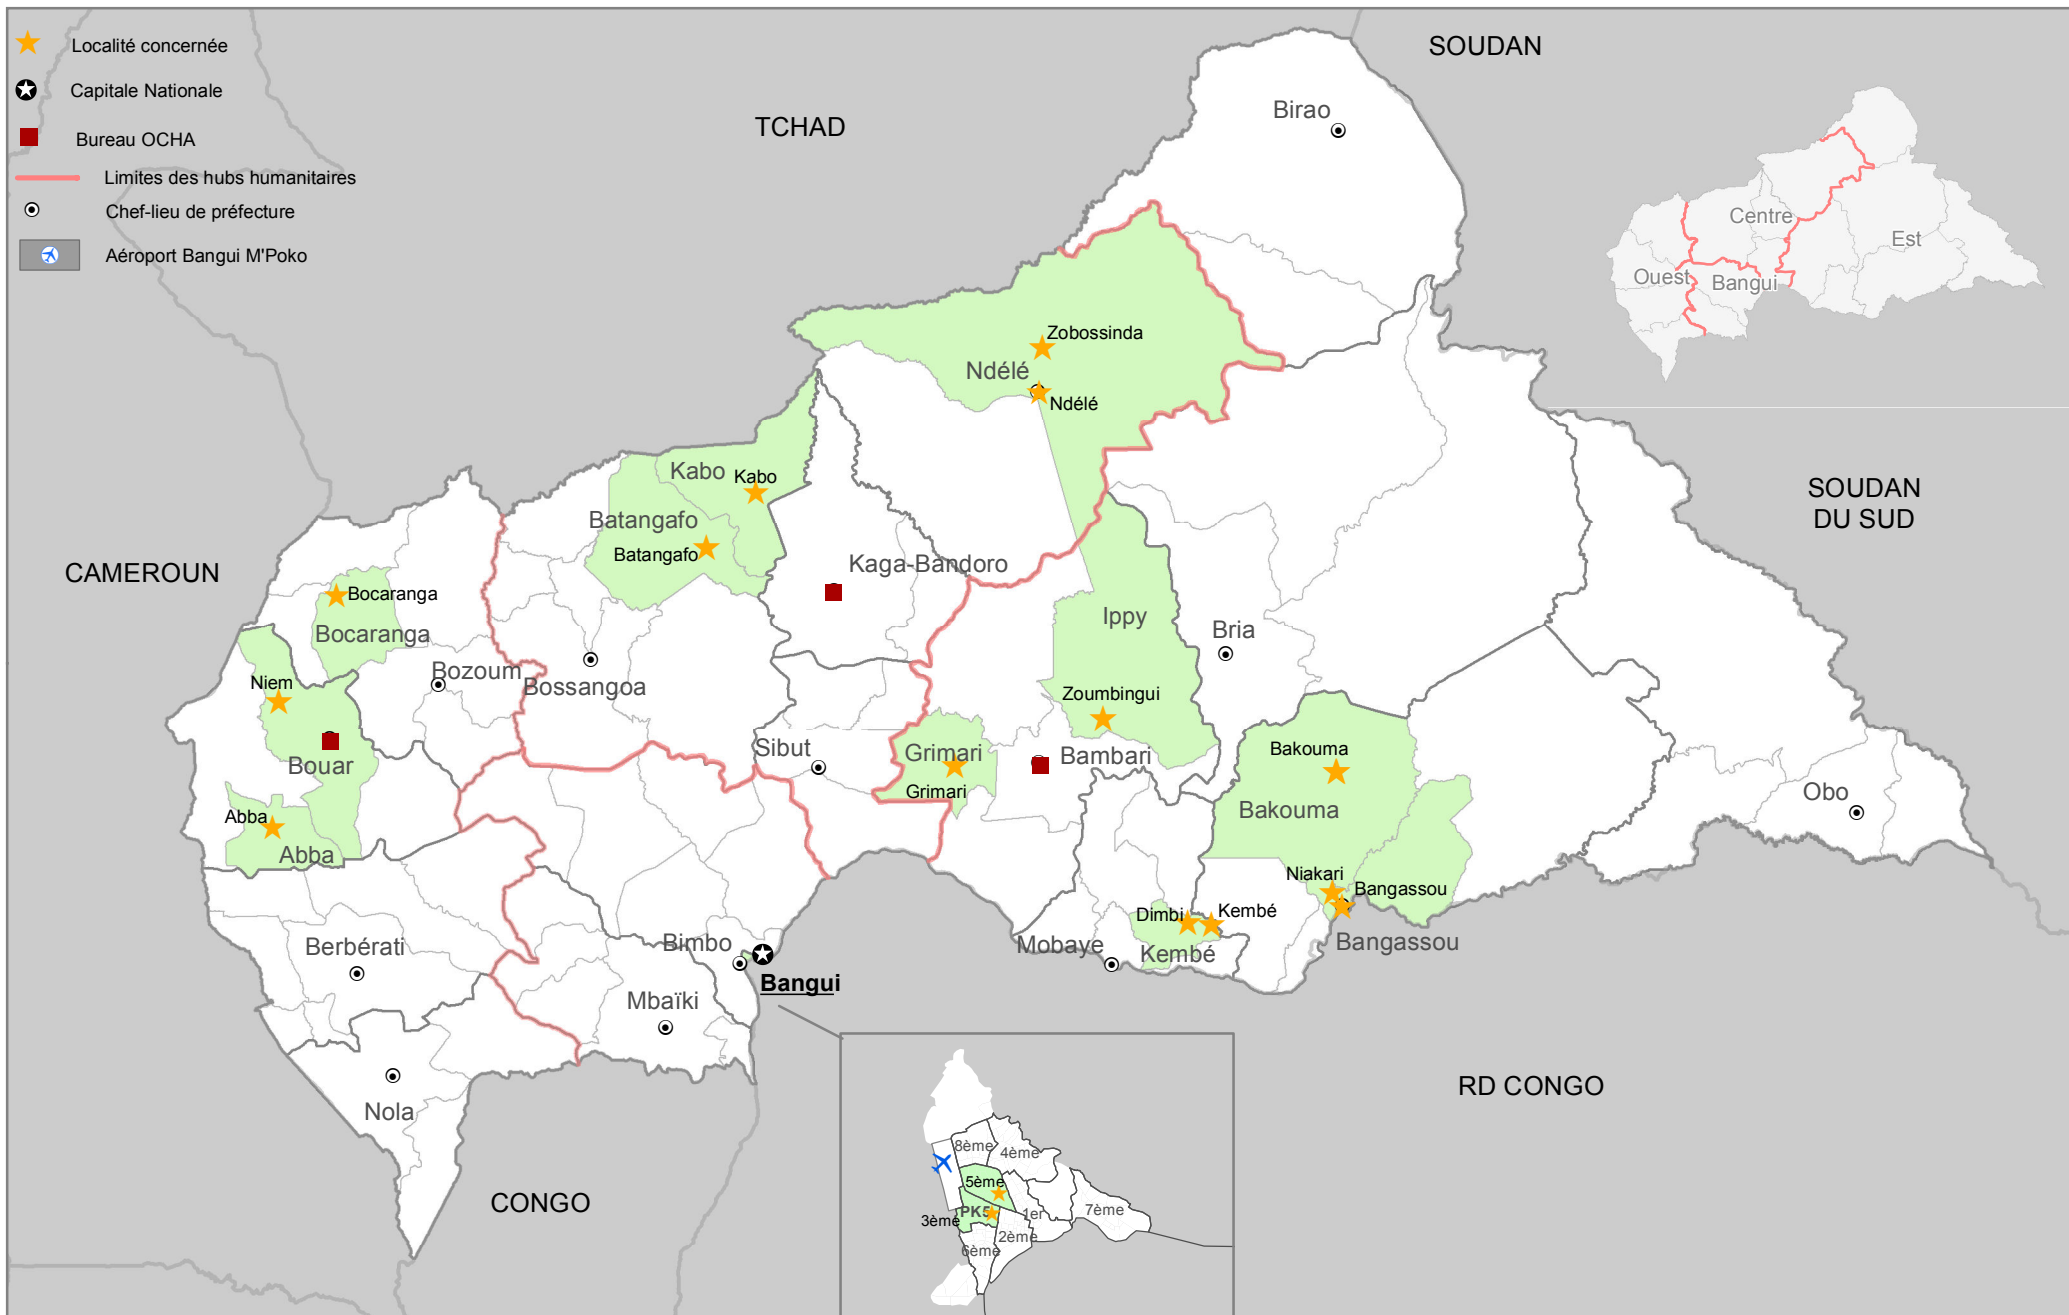 Localité concernée
Capitale Nationale
Bureau OCHA
Limites des hubs humanitaires
Chef-lieu de préfecture
Aéroport Bangui M'Poko
SOUDAN
TCHAD
Birao
Centre
Est
Ouest
Bangui
Zobossinda
Ndélé
Ndélé
Kabo
Kabo
Batangafo
Batangafo
SOUDAN
DU SUD
CAMEROUN
Kaga-Bandoro
Bocaranga
Bocaranga
Ippy
Bria
Bozoum
Bossangoa
Niem
Zoumbingui
Bouar
Sibut
Grimari
Grimari
Bambari
Bakouma
Bakouma
Obo
Abba
Abba
Niakari
Bangassou
Dimbi
Kembé
Bangassou
Berbérati
Bimbo
Mobaye
Kembé
Bangui
Mbaïki
Nola
RD CONGO
CONGO
8ème
4ème
5ème
PK5
3ème
1er
7ème
2ème
6ème